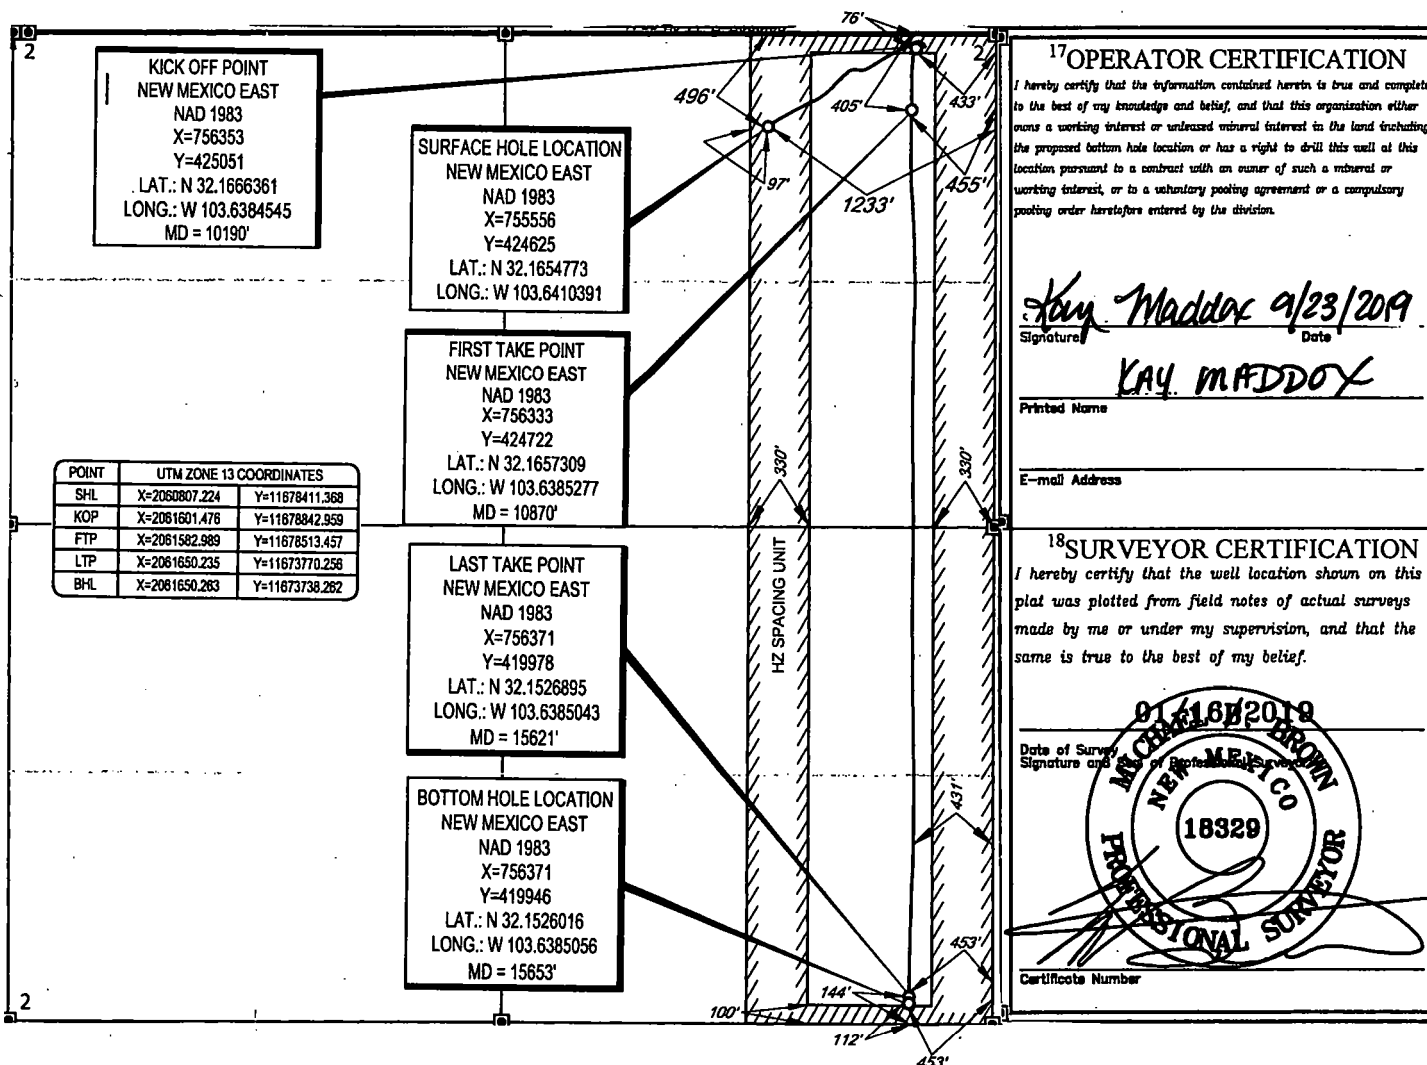 2
KICK OFF POINT
NEW MEXICO EAST
NAD 1983
X=756353
Y=425051
LAT.: N 32.1666361
LONG.: W 103.6384545
MD = 10190'
SURFACE HOLE LOCATION
NEW MEXICO EAST
NAD 1983
X=755556
Y=424625
LAT.: N 32.1654773
LONG.: W 103.6410391
FIRST TAKE POINT
NEW MEXICO EAST
NAD 1983
X=756333
Y=424722
LAT.: N 32.1657309
LONG.: W 103.6385277
MD = 10870'
POINT UTM ZONE 13 COORDINATES
SHL X=2060807.224 Y=11678411.368
KOP X=2061601.476 Y=11678842.959
FTP X=2061582.989 Y=11678513.457
LTP X=2061650.235 Y=11673770.256
BHL X=2061650.263 Y=11673738.262
LAST TAKE POINT
NEW MEXICO EAST
NAD 1983
X=756371
Y=419978
LAT.: N 32.1526895
LONG.: W 103.6385043
MD = 15621'
BOTTOM HOLE LOCATION
NEW MEXICO EAST
NAD 1983
X=756371
Y=419946
LAT.: N 32.1526016
LONG.: W 103.6385056
MD = 15653'
2
76'
2
496'
405'
433'
97'
1233'
455'
330'
330'
HZ SPACING UNIT
431'
453'
144'
100'
112'
453'
17 OPERATOR CERTIFICATION
I hereby certify that the information contained herein is true and complete
to the best of my knowledge and belief, and that this organization either
owns a working interest or unleased mineral interest in the land including
the proposed bottom hole location or has a right to drill this well at this
location pursuant to a contract with an owner of such a mineral or
working interest, or to a voluntary pooling agreement or a compulsory
pooling order heretofore entered by the division.
Kay Maddox 9/23/2019
Signature Date
KAY MADDOX
Printed Name
E-mail Address
18 SURVEYOR CERTIFICATION
I hereby certify that the well location shown on this
plat was plotted from field notes of actual surveys
made by me or under my supervision, and that the
same is true to the best of my belief.
01/16/2019
Date of Survey
Signature and Seal of Professional Surveyor
MICHAEL B. BROWN
NEW MEXICO
18329
PROFESSIONAL SURVEYOR
Certificate Number